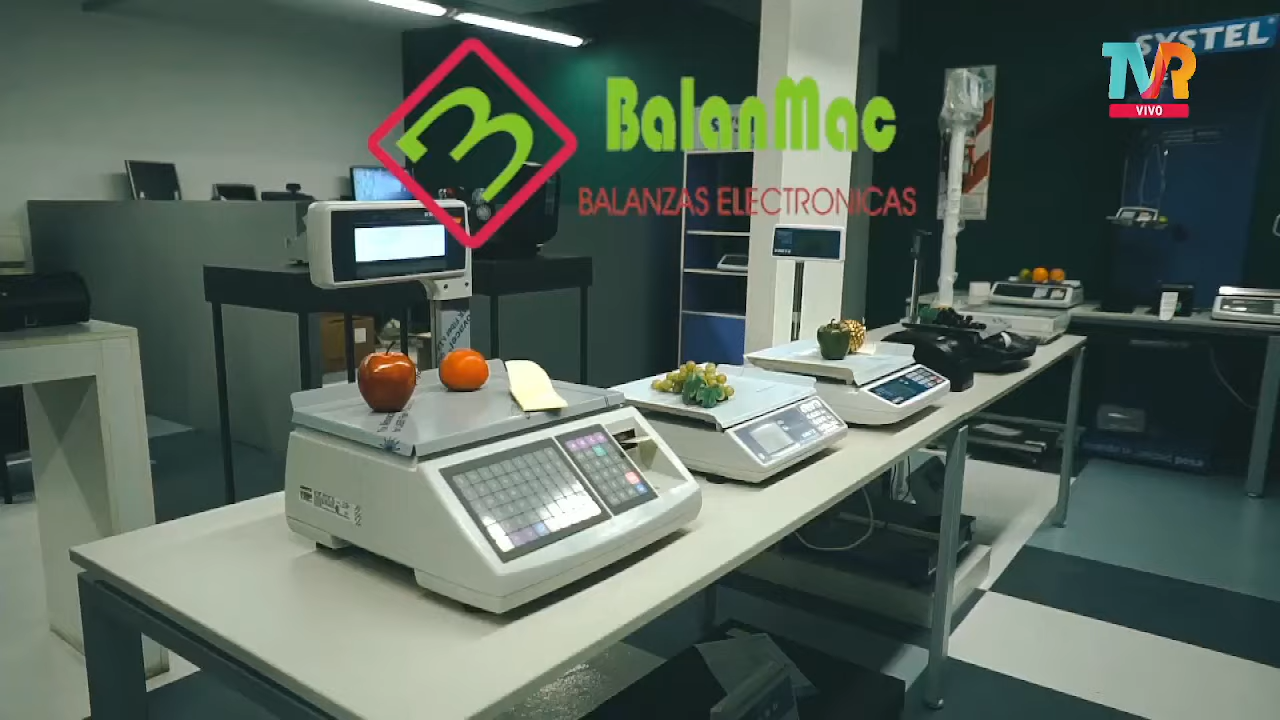 SYSTEL
TVR
VIVO
BalanMac
BALANZAS ELECTRONICAS